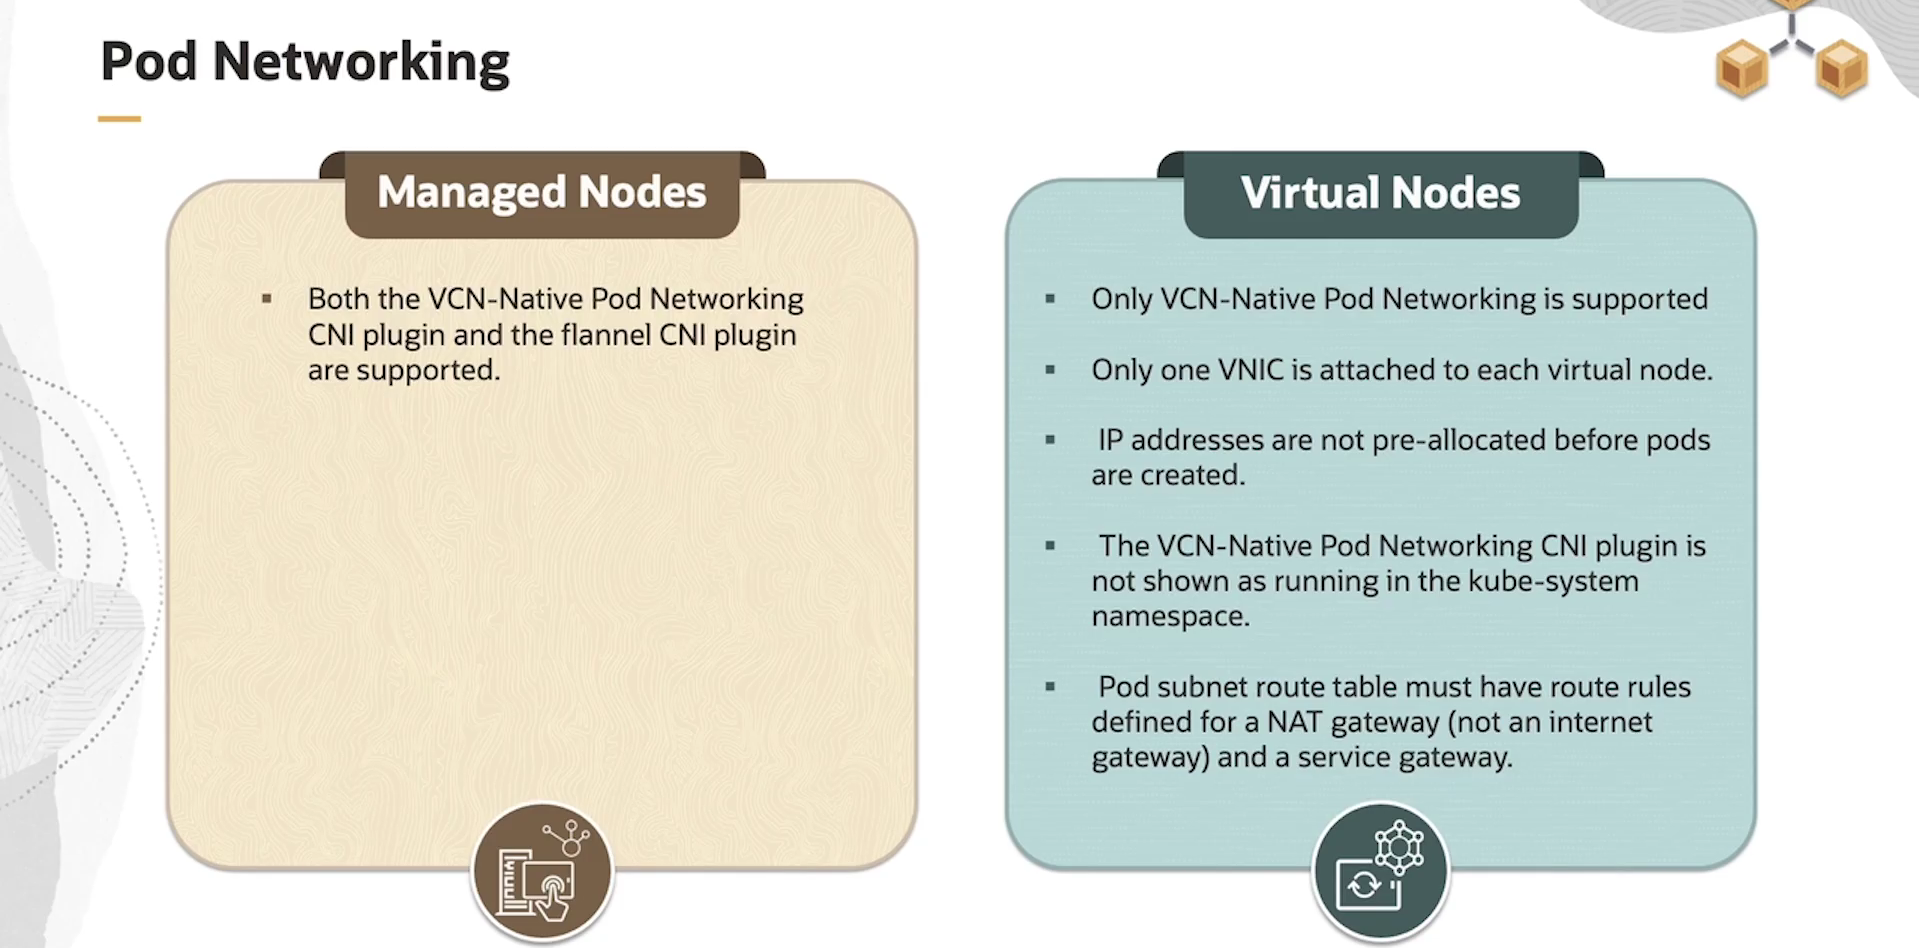 Pod Networking
Managed Nodes
▪ Both the VCN-Native Pod Networking
CNI plugin and the flannel CNI plugin
are supported.
Virtual Nodes
▪ Only VCN-Native Pod Networking is supported
▪ Only one VNIC is attached to each virtual node.
▪ IP addresses are not pre-allocated before pods
are created.
▪ The VCN-Native Pod Networking CNI plugin is
not shown as running in the kube-system
namespace.
▪ Pod subnet route table must have route rules
defined for a NAT gateway (not an internet
gateway) and a service gateway.